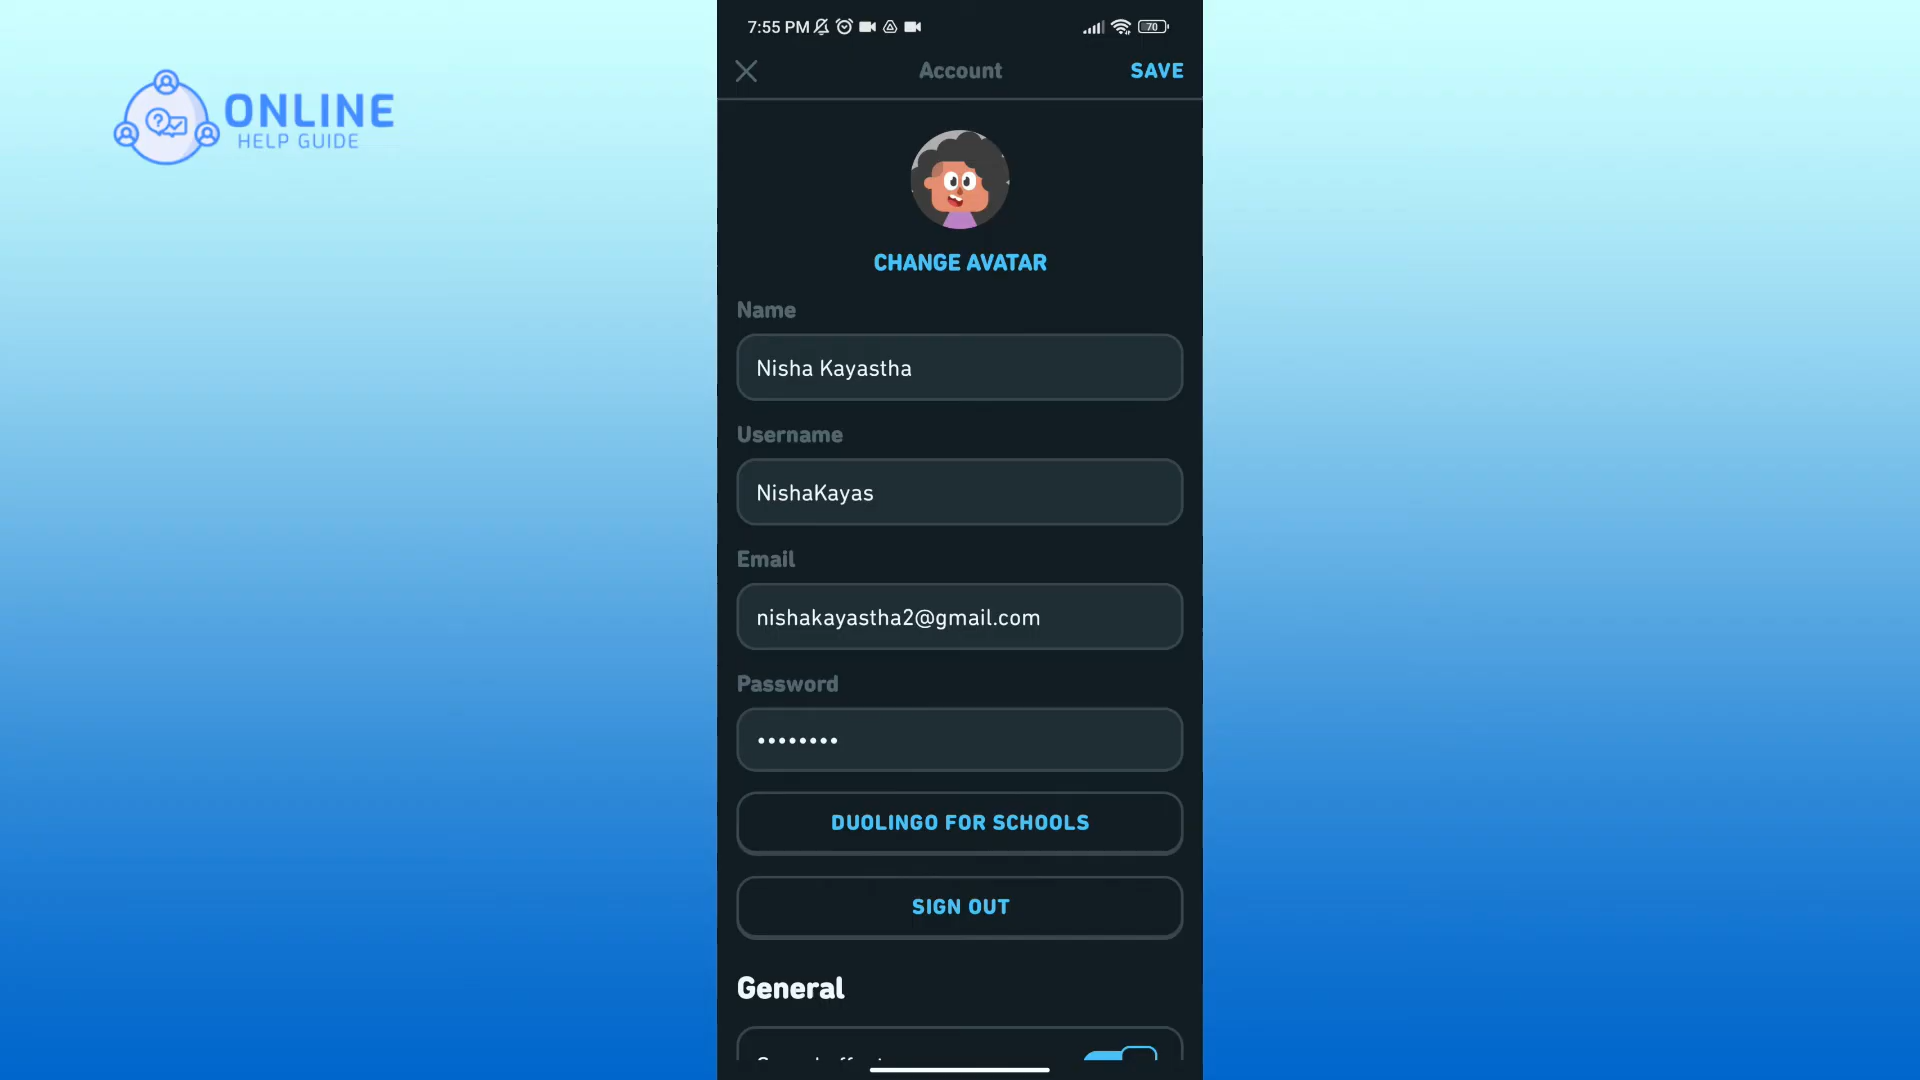 ONLINE
HELP GUIDE
7:55 PM
70
Account
SAVE
CHANGE AVATAR
Name
Nisha Kayastha
Username
NishaKayas
Email
nishakayastha2@gmail.com
Password
••••••••
DUOLINGO FOR SCHOOLS
SIGN OUT
General